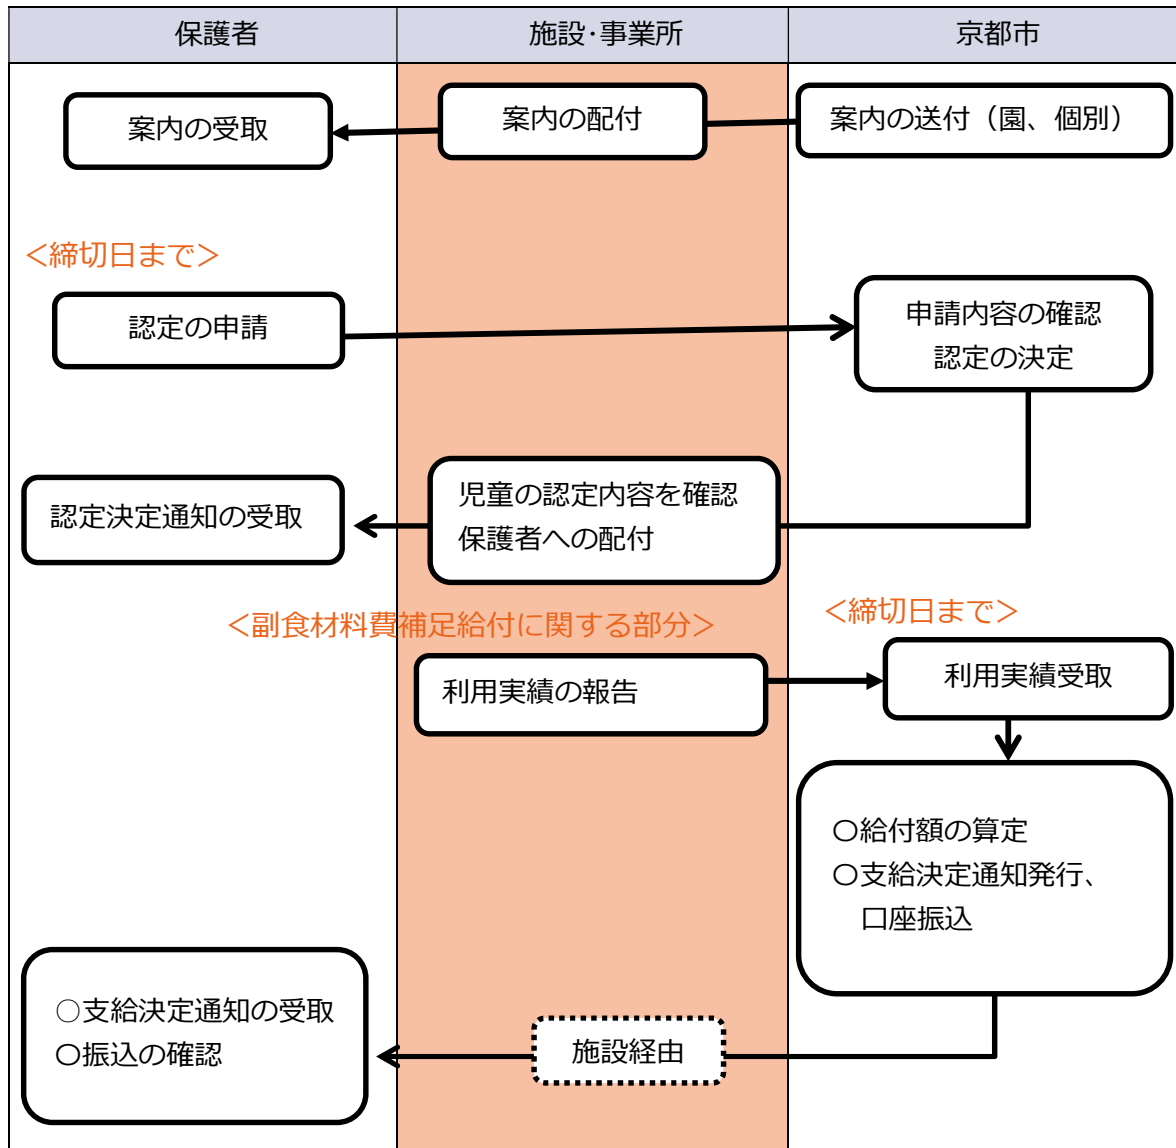 保護者
施設･事業所
京都市
案内の受取
案内の配付
案内の送付（園、個別）
＜締切日まで＞
認定の申請
申請内容の確認
認定の決定
認定決定通知の受取
児童の認定内容を確認
保護者への配付
＜副食材料費補足給付に関する部分＞
＜締切日まで＞
利用実績の報告
利用実績受取
〇給付額の算定
〇支給決定通知発行、
口座振込
○支給決定通知の受取
〇振込の確認
施設経由